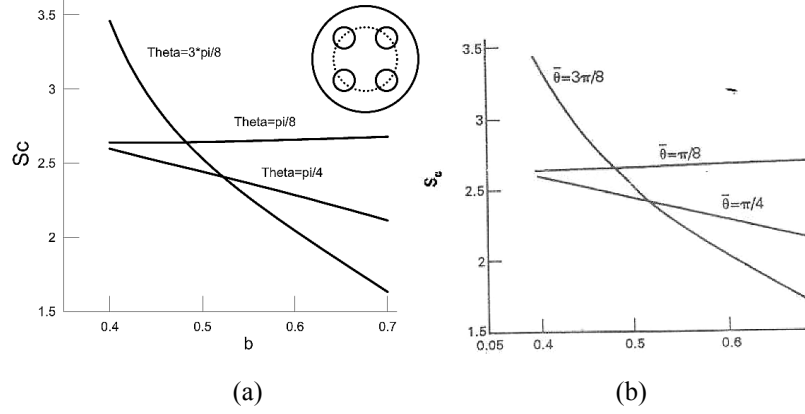 3.5
3
2.5
2
1.5
Sc
Theta=3*pi/8
Theta=pi/8
Theta=pi/4
0.4
0.5
0.6
0.7
b
(a)
3.5
3
2.5
2
1.5
S_c
θ̄=3π/8
θ̄=π/8
θ̄=π/4
0.05
0.4
0.5
0.6
(b)